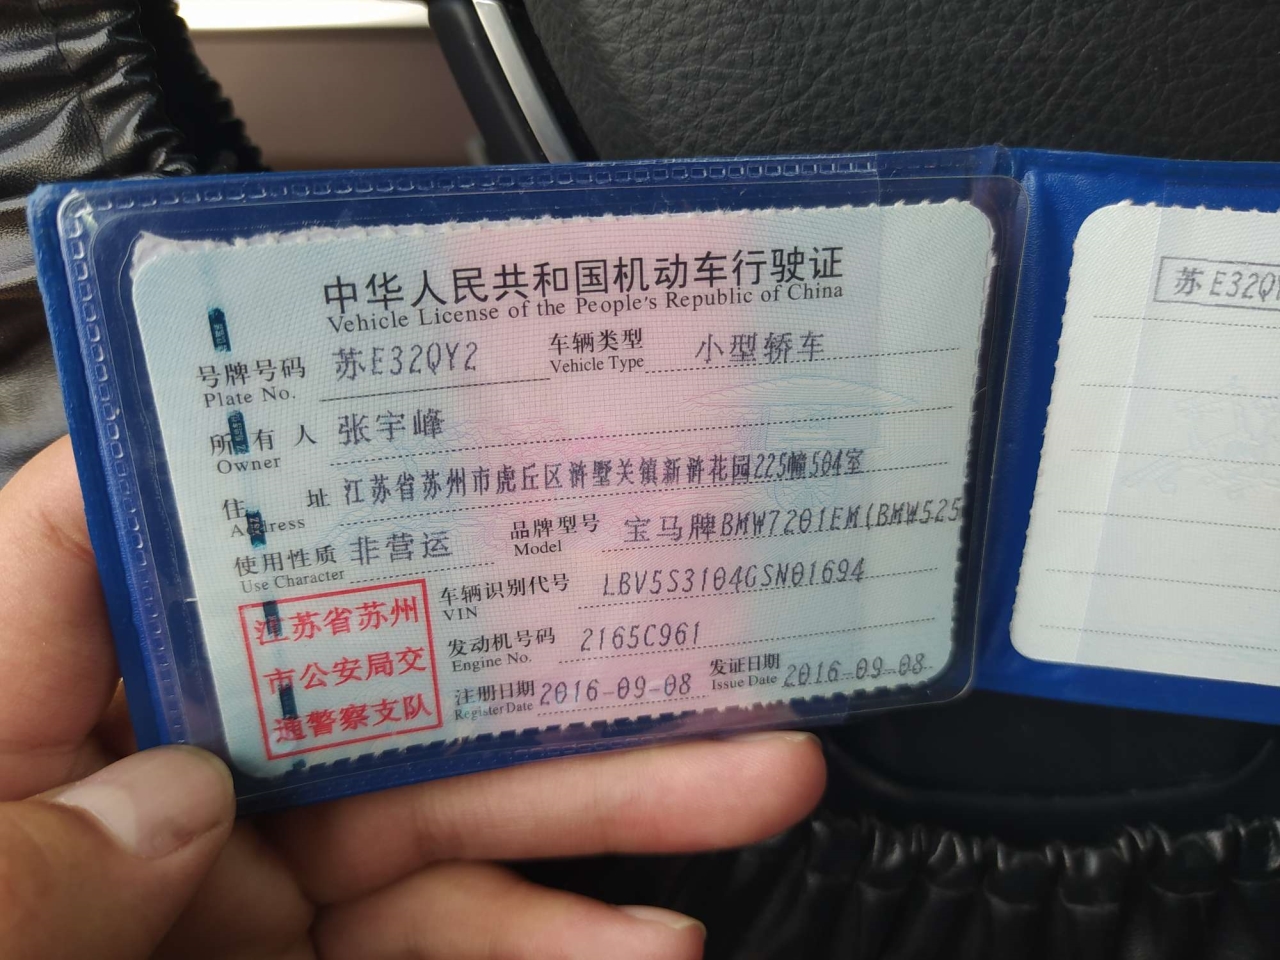 中华人民共和国机动车行驶证
Vehicle License of the People's Republic of China
号牌号码 苏E32QY2 车辆类型 小型轿车
Plate No. Vehicle Type
所有人 张宇峰
Owner
住址 江苏省苏州市虎丘区浒墅关镇新浒花园225幢504室
Address
使用性质 非营运 品牌型号 宝马牌BMW7201EM(BMW525
Use Character Model
江苏省苏州
市公安局交
通警察支队
车辆识别代号 LBV5S3104GSN01694
VIN
发动机号码 2165C961
Engine No.
注册日期 2016-09-08 发证日期 2016-09-08
Register Date Issue Date
苏E32QY